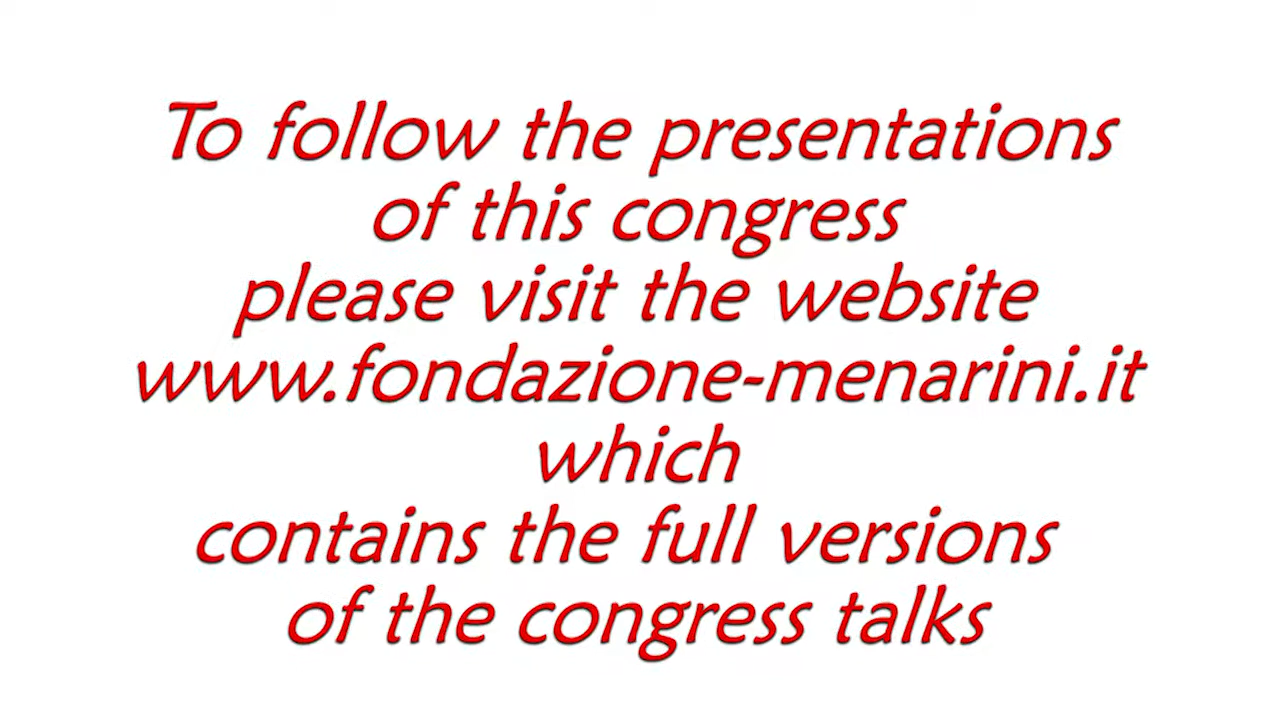 To follow the presentations
of this congress
please visit the website
www.fondazione-menarini.it
which
contains the full versions
of the congress talks